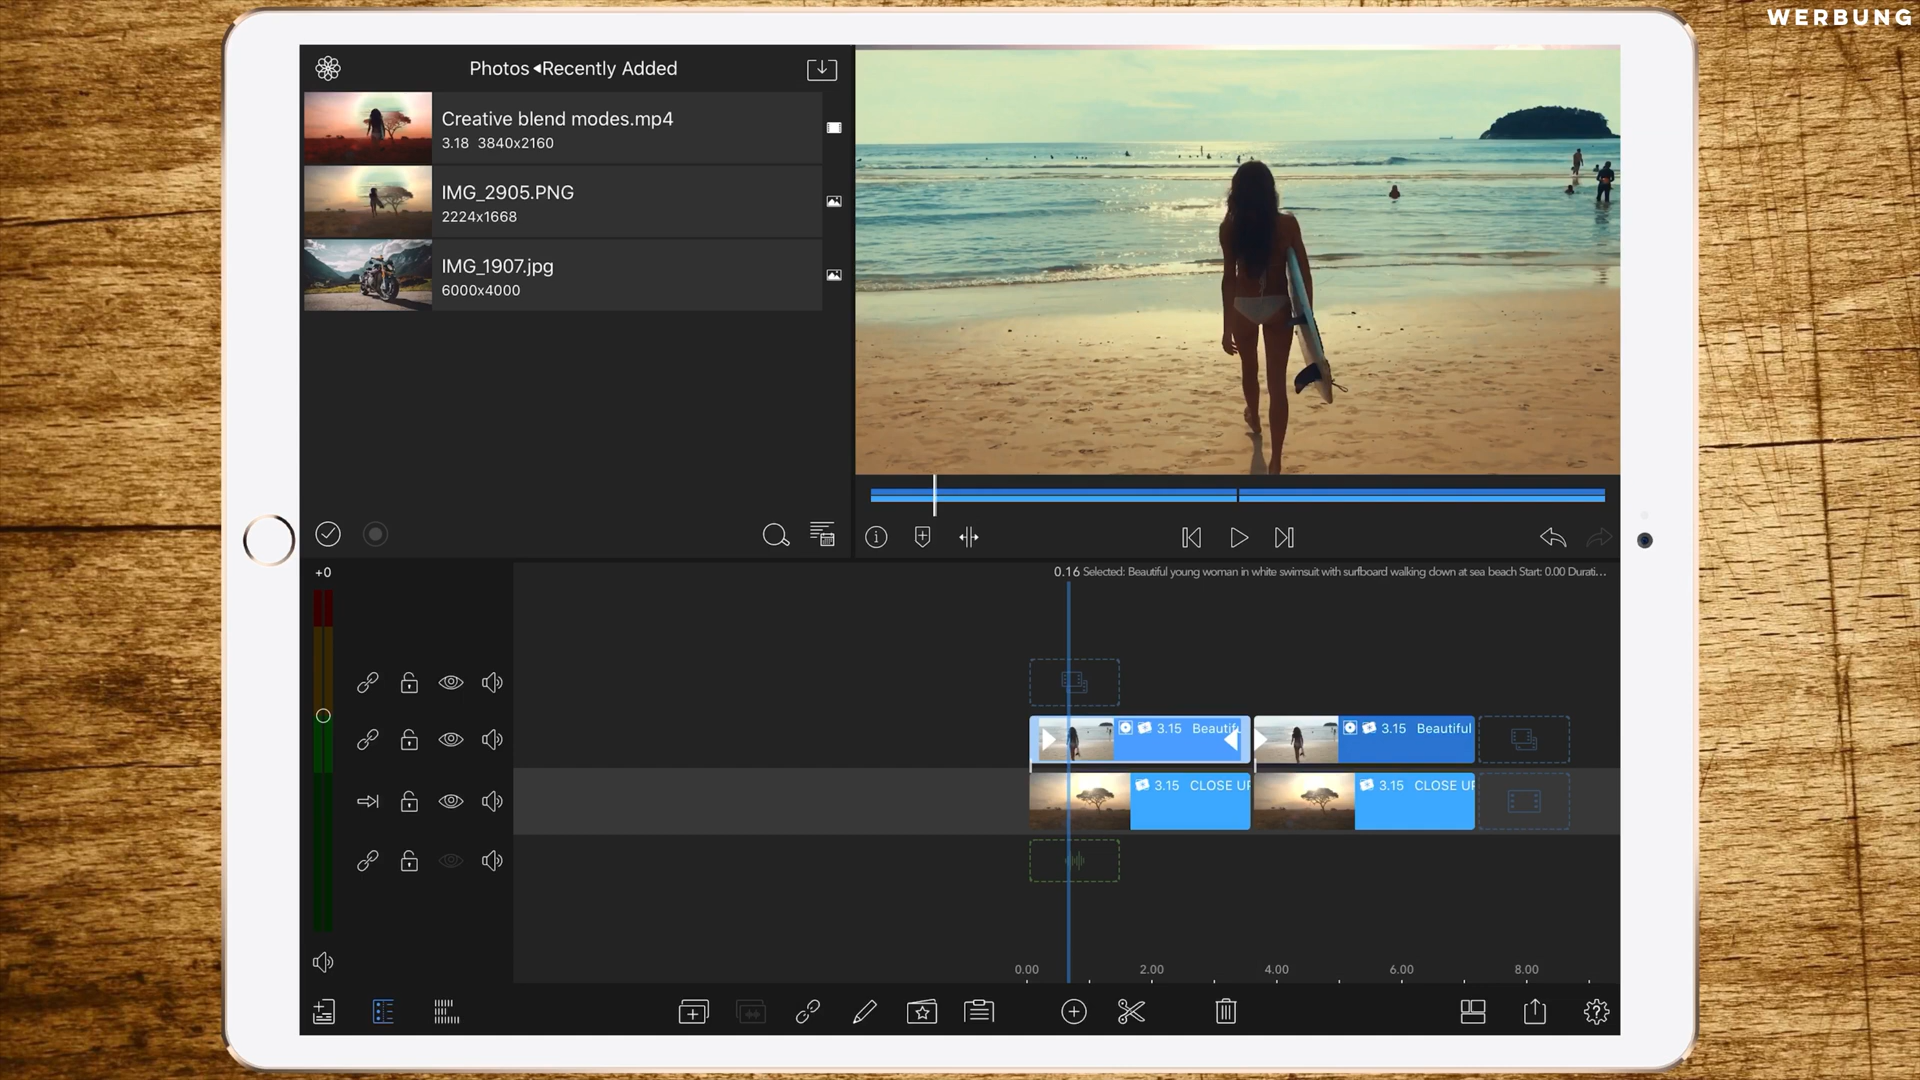 WERBUNG
Photos ◂Recently Added
Creative blend modes.mp4
3.18 3840x2160
IMG_2905.PNG
2224x1668
IMG_1907.jpg
6000x4000
+0
0.16 Selected: Beautiful young woman in white swimsuit with surfboard walking down at sea beach Start: 0.00 Durati...
3.15 Beautifu
3.15 Beautiful
3.15 CLOSE UP
3.15 CLOSE UP
0.00 2.00 4.00 6.00 8.00